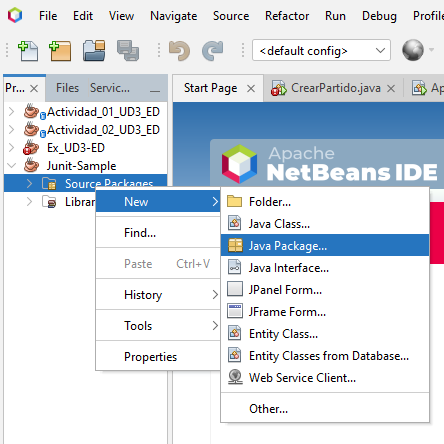 File Edit View Navigate Source Refactor Run Debug Profile
<default config>
Pr... Files Servic... Start Page CrearPartido.java Ap
Actividad_01_UD3_ED
Actividad_02_UD3_ED
Ex_UD3-ED
Junit-Sample
Source Packages
Librar
Apache
NetBeans IDE
New
Find...
Paste Ctrl+V
History
Tools
Properties
Folder...
Java Class...
Java Package...
Java Interface...
JPanel Form...
JFrame Form...
Entity Class...
Entity Classes from Database...
Web Service Client...
Other...